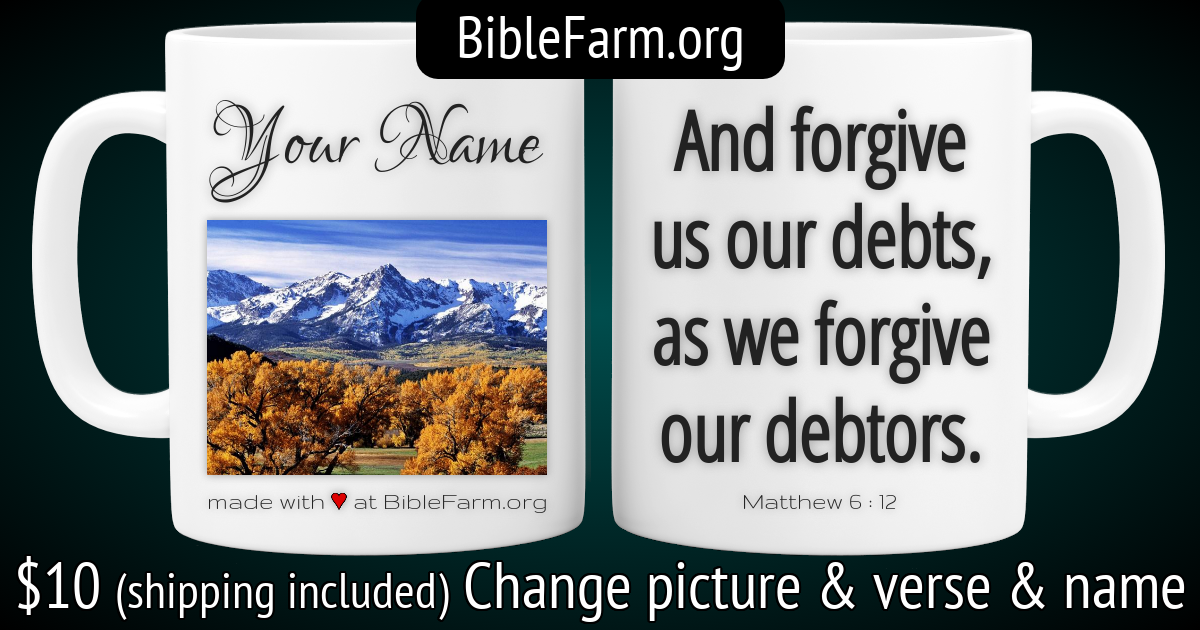 BibleFarm.org
Your Name
made with ♥ at BibleFarm.org
And forgive
us our debts,
as we forgive
our debtors.
Matthew 6 : 12
$10 (shipping included) Change picture & verse & name